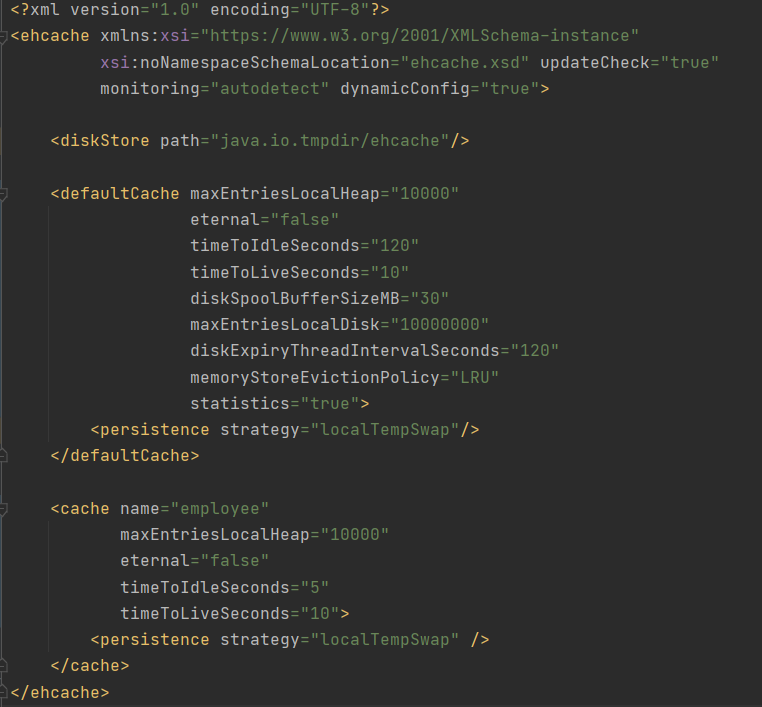 <?xml version="1.0" encoding="UTF-8"?>
<ehcache xmlns:xsi="https://www.w3.org/2001/XMLSchema-instance"
         xsi:noNamespaceSchemaLocation="ehcache.xsd" updateCheck="true"
         monitoring="autodetect" dynamicConfig="true">

    <diskStore path="java.io.tmpdir/ehcache"/>

    <defaultCache maxEntriesLocalHeap="10000"
                  eternal="false"
                  timeToIdleSeconds="120"
                  timeToLiveSeconds="10"
                  diskSpoolBufferSizeMB="30"
                  maxEntriesLocalDisk="10000000"
                  diskExpiryThreadIntervalSeconds="120"
                  memoryStoreEvictionPolicy="LRU"
                  statistics="true">
        <persistence strategy="localTempSwap"/>
    </defaultCache>

    <cache name="employee"
           maxEntriesLocalHeap="10000"
           eternal="false"
           timeToIdleSeconds="5"
           timeToLiveSeconds="10">
        <persistence strategy="localTempSwap" />
    </cache>
</ehcache>